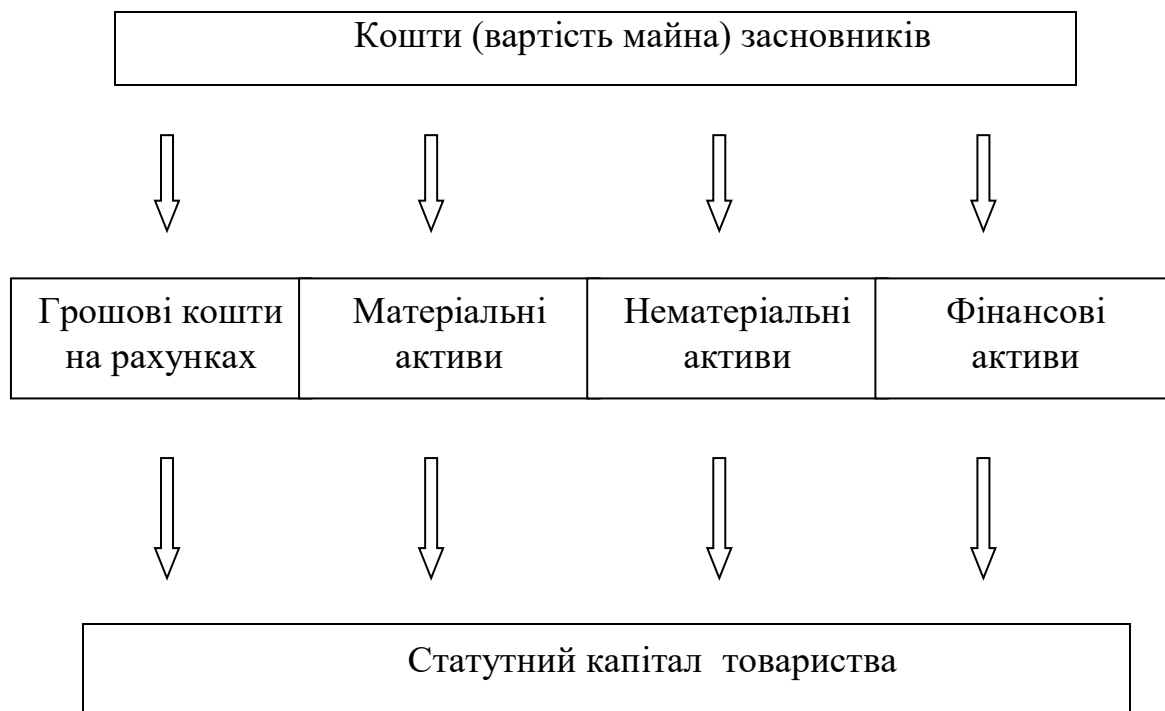 Кошти (вартість майна) засновників
Грошові кошти
на рахунках
Матеріальні
активи
Нематеріальні
активи
Фінансові
активи
Статутний капітал товариства